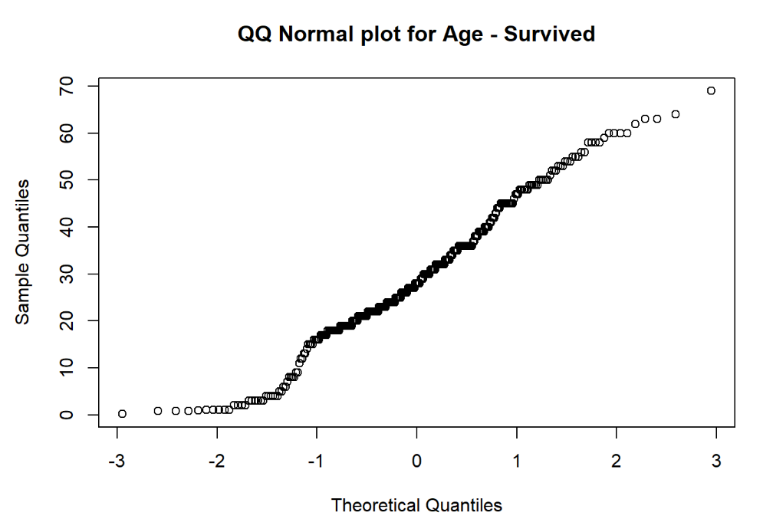 QQ Normal plot for Age - Survived
Sample Quantiles
70
60
50
40
30
20
10
0
-3 -2 -1 0 1 2 3
Theoretical Quantiles